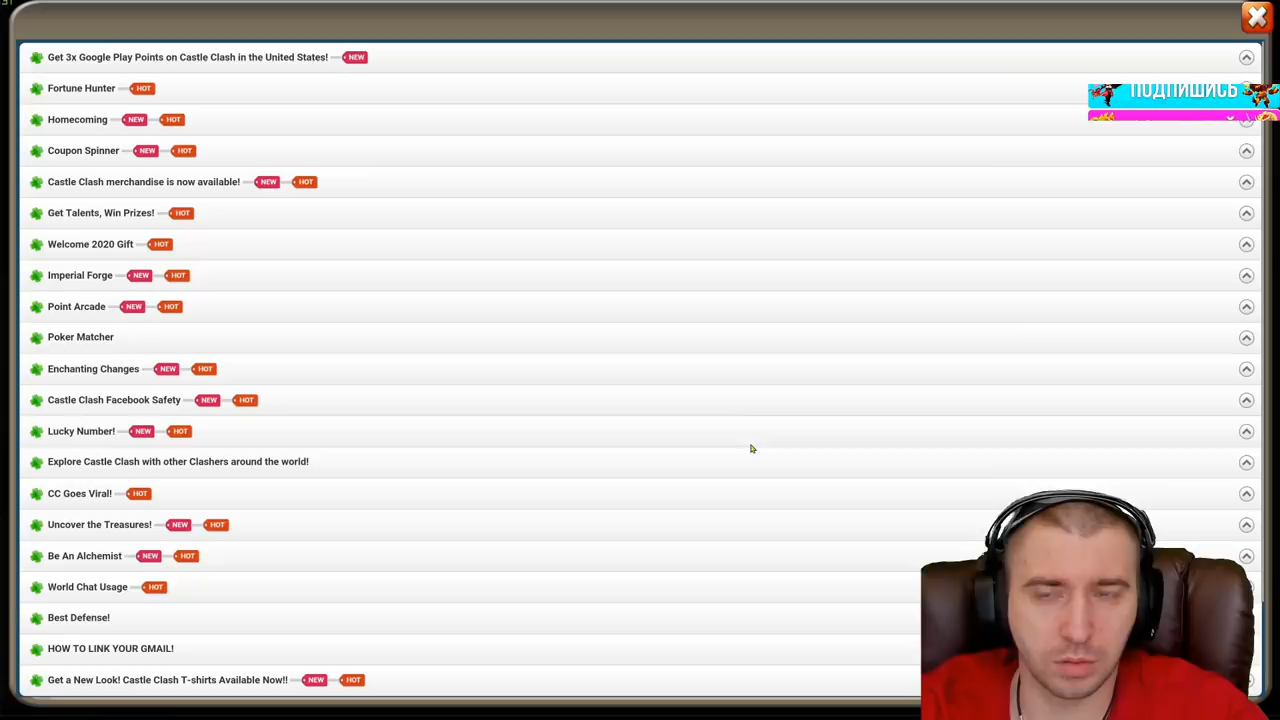 Get 3x Google Play Points on Castle Clash in the United States! NEW
Fortune Hunter HOT
ПОДПИШИСЬ
Homecoming NEW HOT
Coupon Spinner NEW HOT
Castle Clash merchandise is now available! NEW HOT
Get Talents, Win Prizes! HOT
Welcome 2020 Gift HOT
Imperial Forge NEW HOT
Point Arcade NEW HOT
Poker Matcher
Enchanting Changes NEW HOT
Castle Clash Facebook Safety NEW HOT
Lucky Number! NEW HOT
Explore Castle Clash with other Clashers around the world!
CC Goes Viral! HOT
Uncover the Treasures! NEW HOT
Be An Alchemist NEW HOT
World Chat Usage HOT
Best Defense!
HOW TO LINK YOUR GMAIL!
Get a New Look! Castle Clash T-shirts Available Now!! NEW HOT